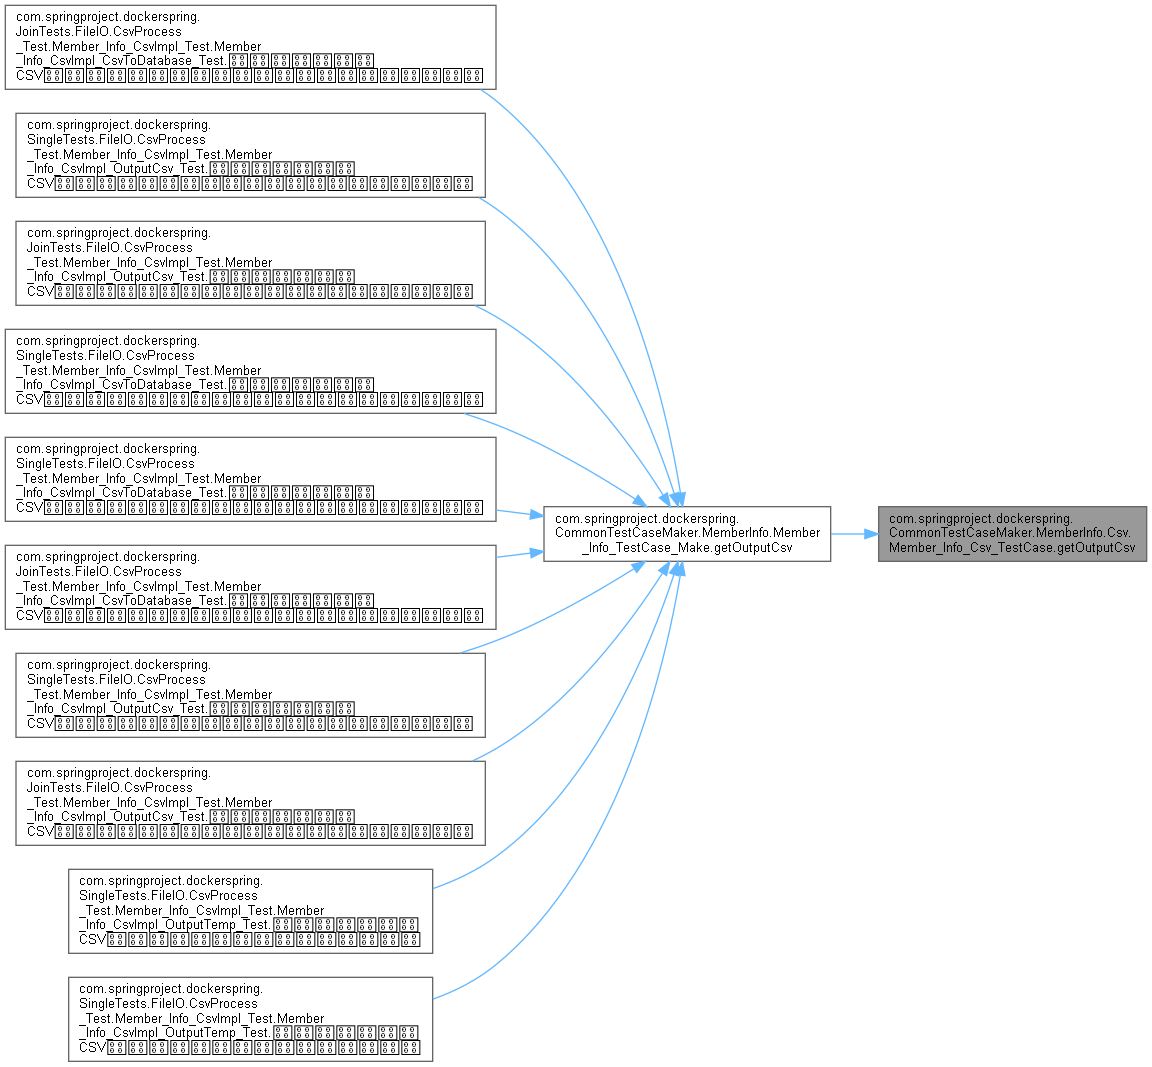 com.springproject.dockerspring.
JoinTests.FileIO.CsvProcess
_Test.Member_Info_CsvImpl_Test.Member
_Info_CsvImpl_CsvToDatabase_Test.
CSV
com.springproject.dockerspring.
SingleTests.FileIO.CsvProcess
_Test.Member_Info_CsvImpl_Test.Member
_Info_CsvImpl_OutputCsv_Test.
CSV
com.springproject.dockerspring.
JoinTests.FileIO.CsvProcess
_Test.Member_Info_CsvImpl_Test.Member
_Info_CsvImpl_OutputCsv_Test.
CSV
com.springproject.dockerspring.
SingleTests.FileIO.CsvProcess
_Test.Member_Info_CsvImpl_Test.Member
_Info_CsvImpl_CsvToDatabase_Test.
CSV
com.springproject.dockerspring.
SingleTests.FileIO.CsvProcess
_Test.Member_Info_CsvImpl_Test.Member
_Info_CsvImpl_CsvToDatabase_Test.
CSV
com.springproject.dockerspring.
JoinTests.FileIO.CsvProcess
_Test.Member_Info_CsvImpl_Test.Member
_Info_CsvImpl_CsvToDatabase_Test.
CSV
com.springproject.dockerspring.
SingleTests.FileIO.CsvProcess
_Test.Member_Info_CsvImpl_Test.Member
_Info_CsvImpl_OutputCsv_Test.
CSV
com.springproject.dockerspring.
JoinTests.FileIO.CsvProcess
_Test.Member_Info_CsvImpl_Test.Member
_Info_CsvImpl_OutputCsv_Test.
CSV
com.springproject.dockerspring.
SingleTests.FileIO.CsvProcess
_Test.Member_Info_CsvImpl_Test.Member
_Info_CsvImpl_OutputTemp_Test.
CSV
com.springproject.dockerspring.
SingleTests.FileIO.CsvProcess
_Test.Member_Info_CsvImpl_Test.Member
_Info_CsvImpl_OutputTemp_Test.
CSV
com.springproject.dockerspring.
CommonTestCaseMaker.MemberInfo.Member
_Info_TestCase_Make.getOutputCsv
com.springproject.dockerspring.
CommonTestCaseMaker.MemberInfo.Csv.
Member_Info_Csv_TestCase.getOutputCsv